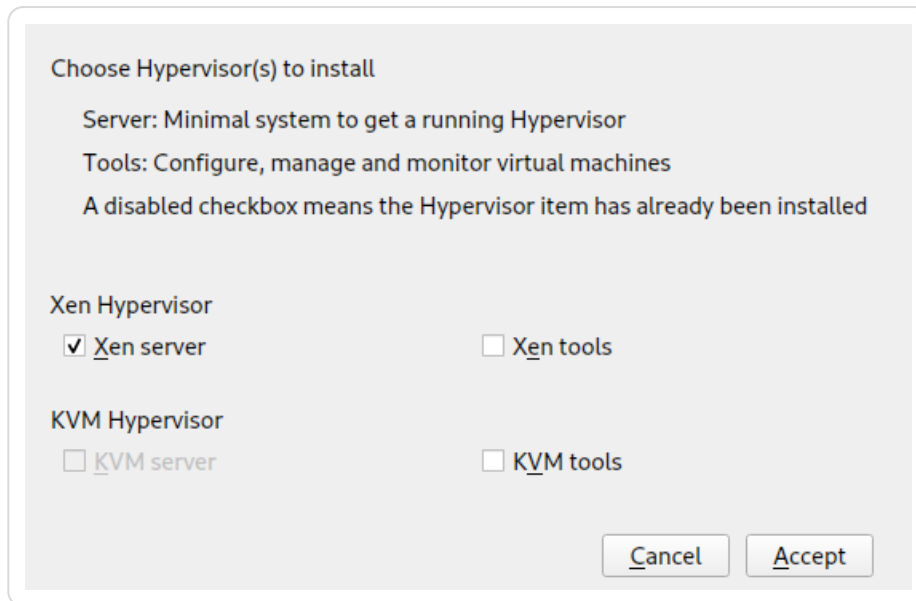 Choose Hypervisor(s) to install
Server: Minimal system to get a running Hypervisor
Tools: Configure, manage and monitor virtual machines
A disabled checkbox means the Hypervisor item has already been installed
Xen Hypervisor
Xen server
Xen tools
KVM Hypervisor
KVM server
KVM tools
Cancel
Accept